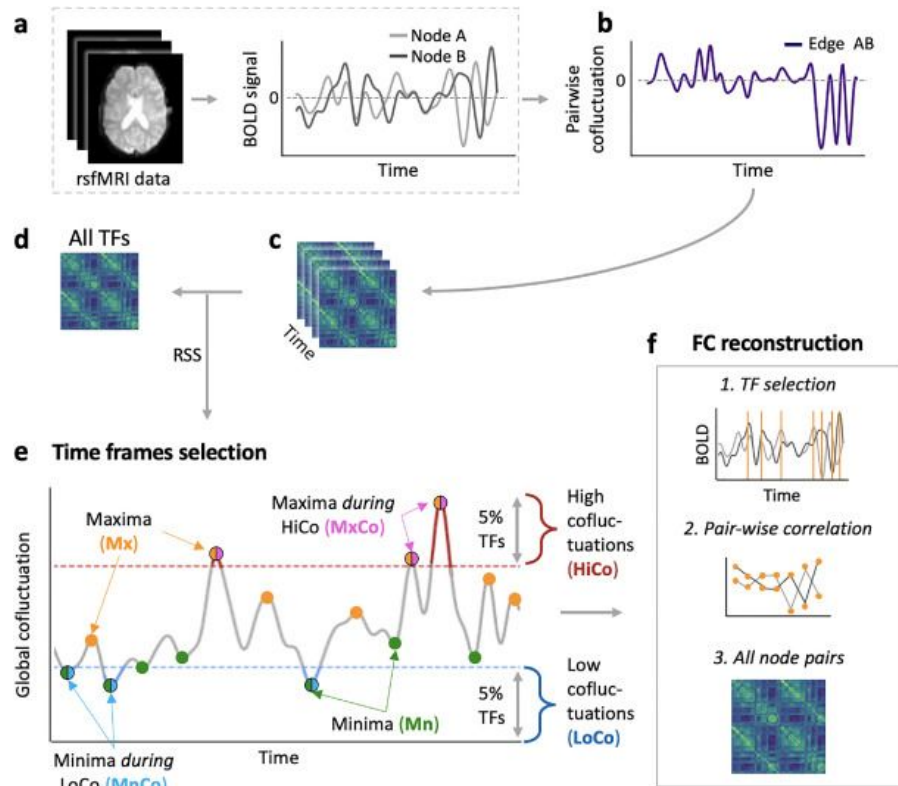 a
Node A
Node B
BOLD signal
0
Time
rsfMRI data
b
Edge AB
Pairwise
cofluctuation
0
Time
d
All TFs
c
Time
RSS
e Time frames selection
Global cofluctuation
Maxima
(Mx)
Maxima during
HiCo (MxCo)
5%
TFs
High
cofluc-
tuations
(HiCo)
5%
TFs
Low
cofluc-
tuations
(LoCo)
Minima (Mn)
Time
Minima during
LoCo (MnCo)
f FC reconstruction
1. TF selection
BOLD
Time
2. Pair-wise correlation
3. All node pairs